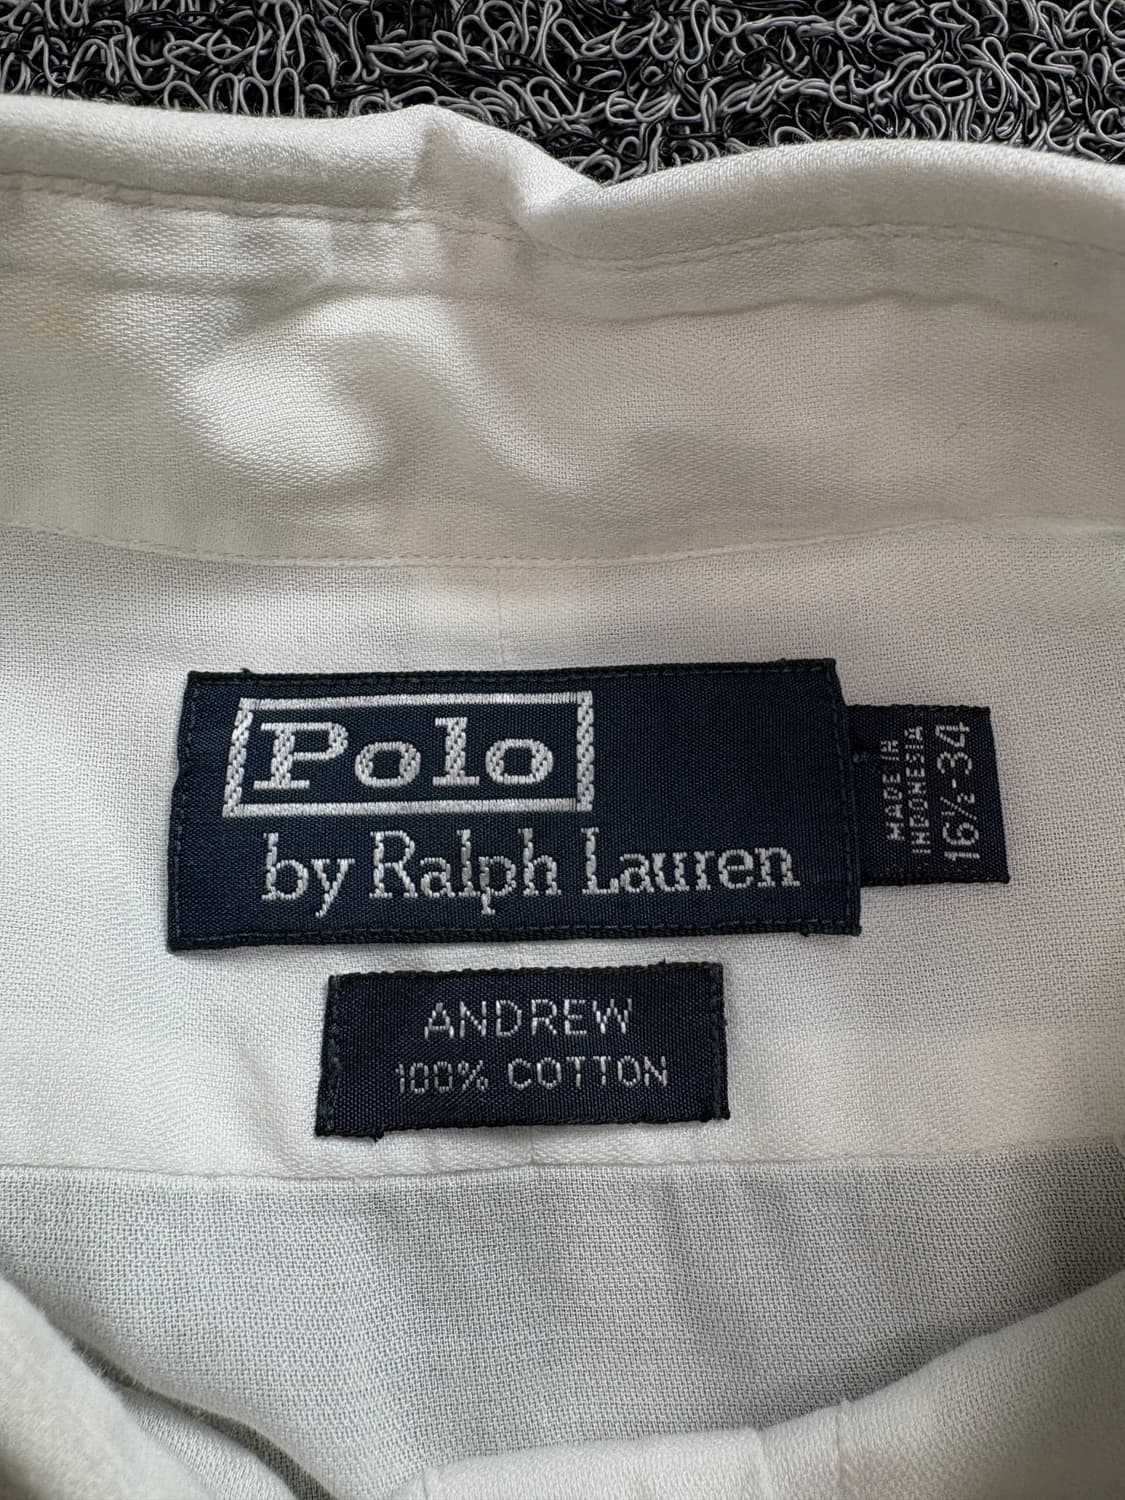 Polo
by Ralph Lauren
MADE IN
INDONESIA
16½-34
ANDREW
100% COTTON